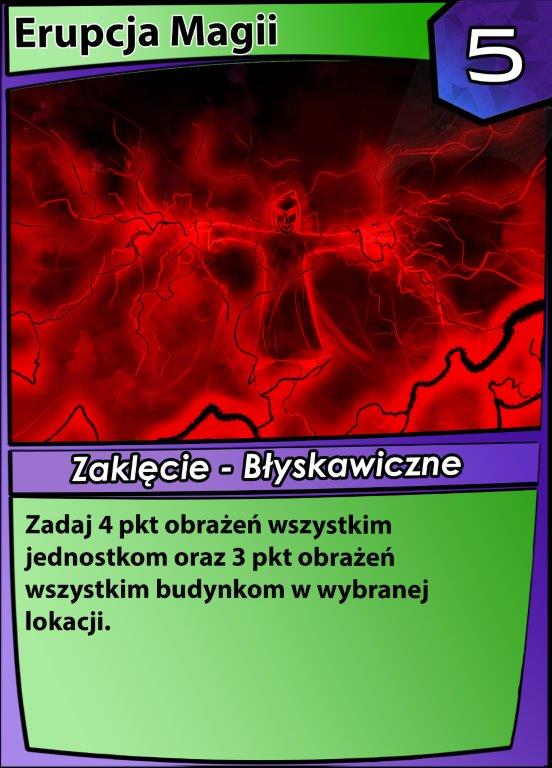 Erupcja Magii
5
Zaklęcie - Błyskawiczne
Zadaj 4 pkt obrażeń wszystkim
jednostkom oraz 3 pkt obrażeń
wszystkim budynkom w wybranej
lokacji.